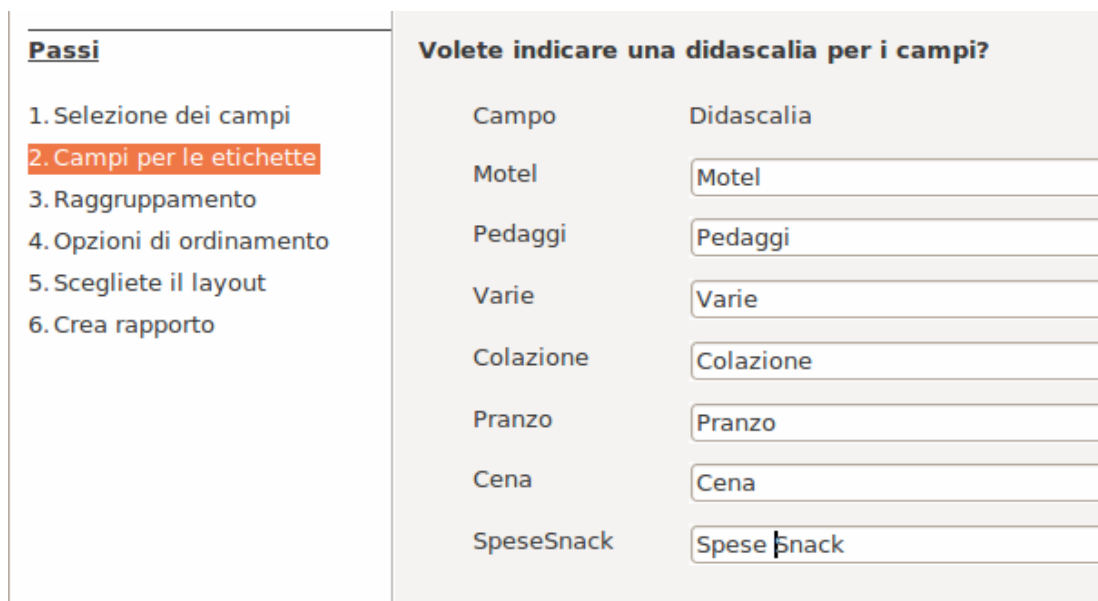 Passi
1. Selezione dei campi
2. Campi per le etichette
3. Raggruppamento
4. Opzioni di ordinamento
5. Scegliete il layout
6. Crea rapporto
Volete indicare una didascalia per i campi?
Campo Didascalia
Motel Motel
Pedaggi Pedaggi
Varie Varie
Colazione Colazione
Pranzo Pranzo
Cena Cena
SpeseSnack Spese Snack